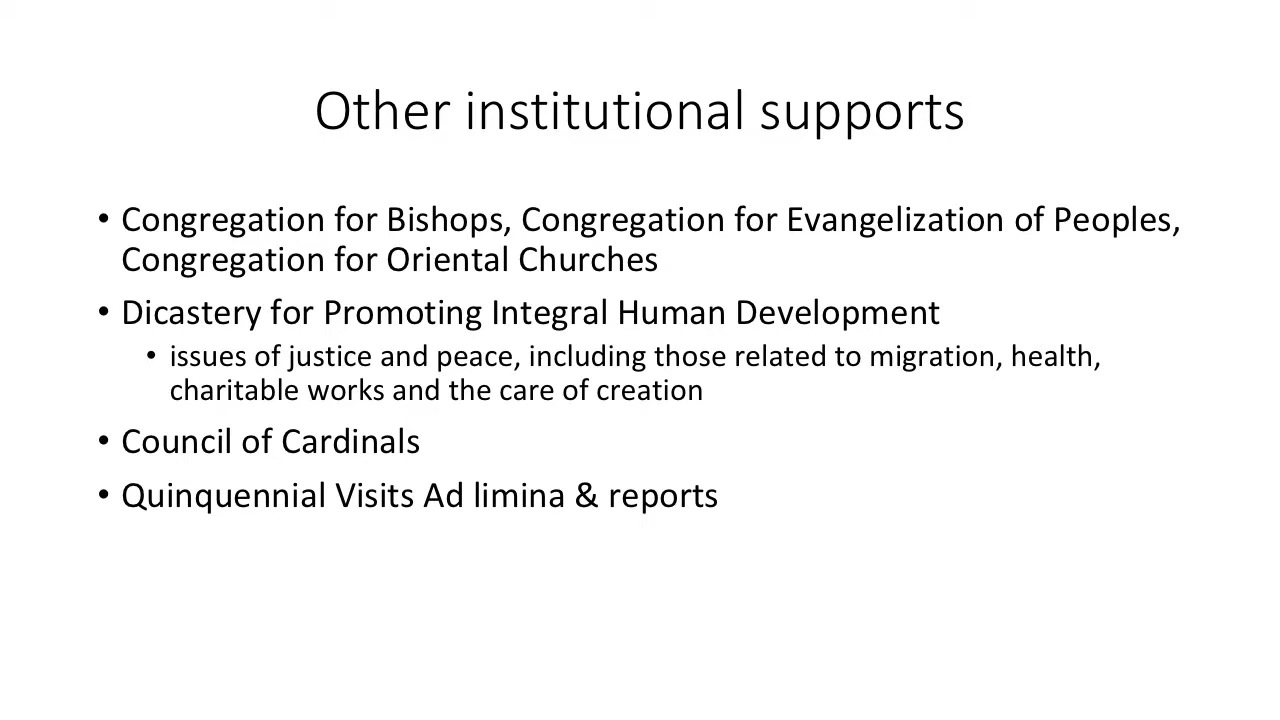 Other institutional supports
• Congregation for Bishops, Congregation for Evangelization of Peoples,
Congregation for Oriental Churches
• Dicastery for Promoting Integral Human Development
• issues of justice and peace, including those related to migration, health,
charitable works and the care of creation
• Council of Cardinals
• Quinquennial Visits Ad limina & reports